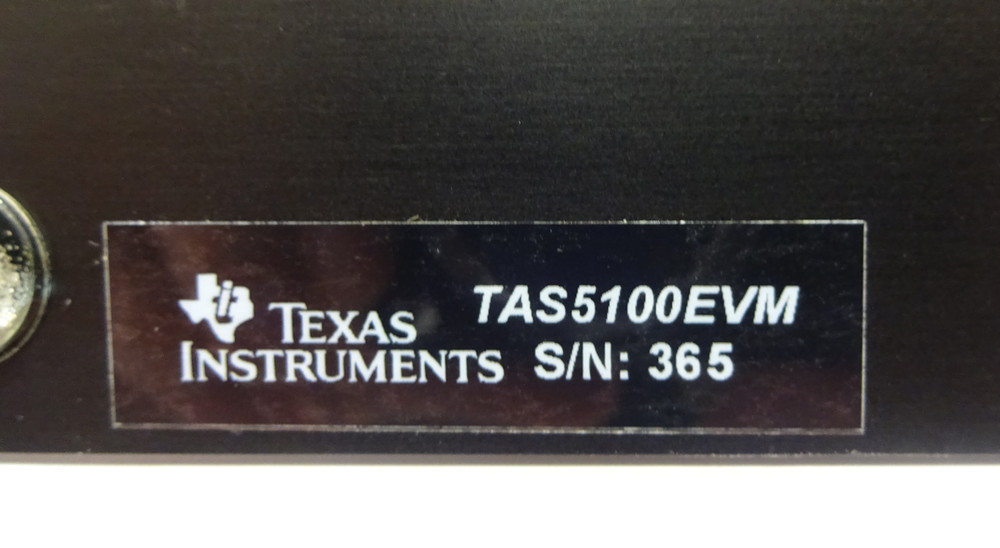 TEXAS
INSTRUMENTS
TAS5100EVM
S/N: 365